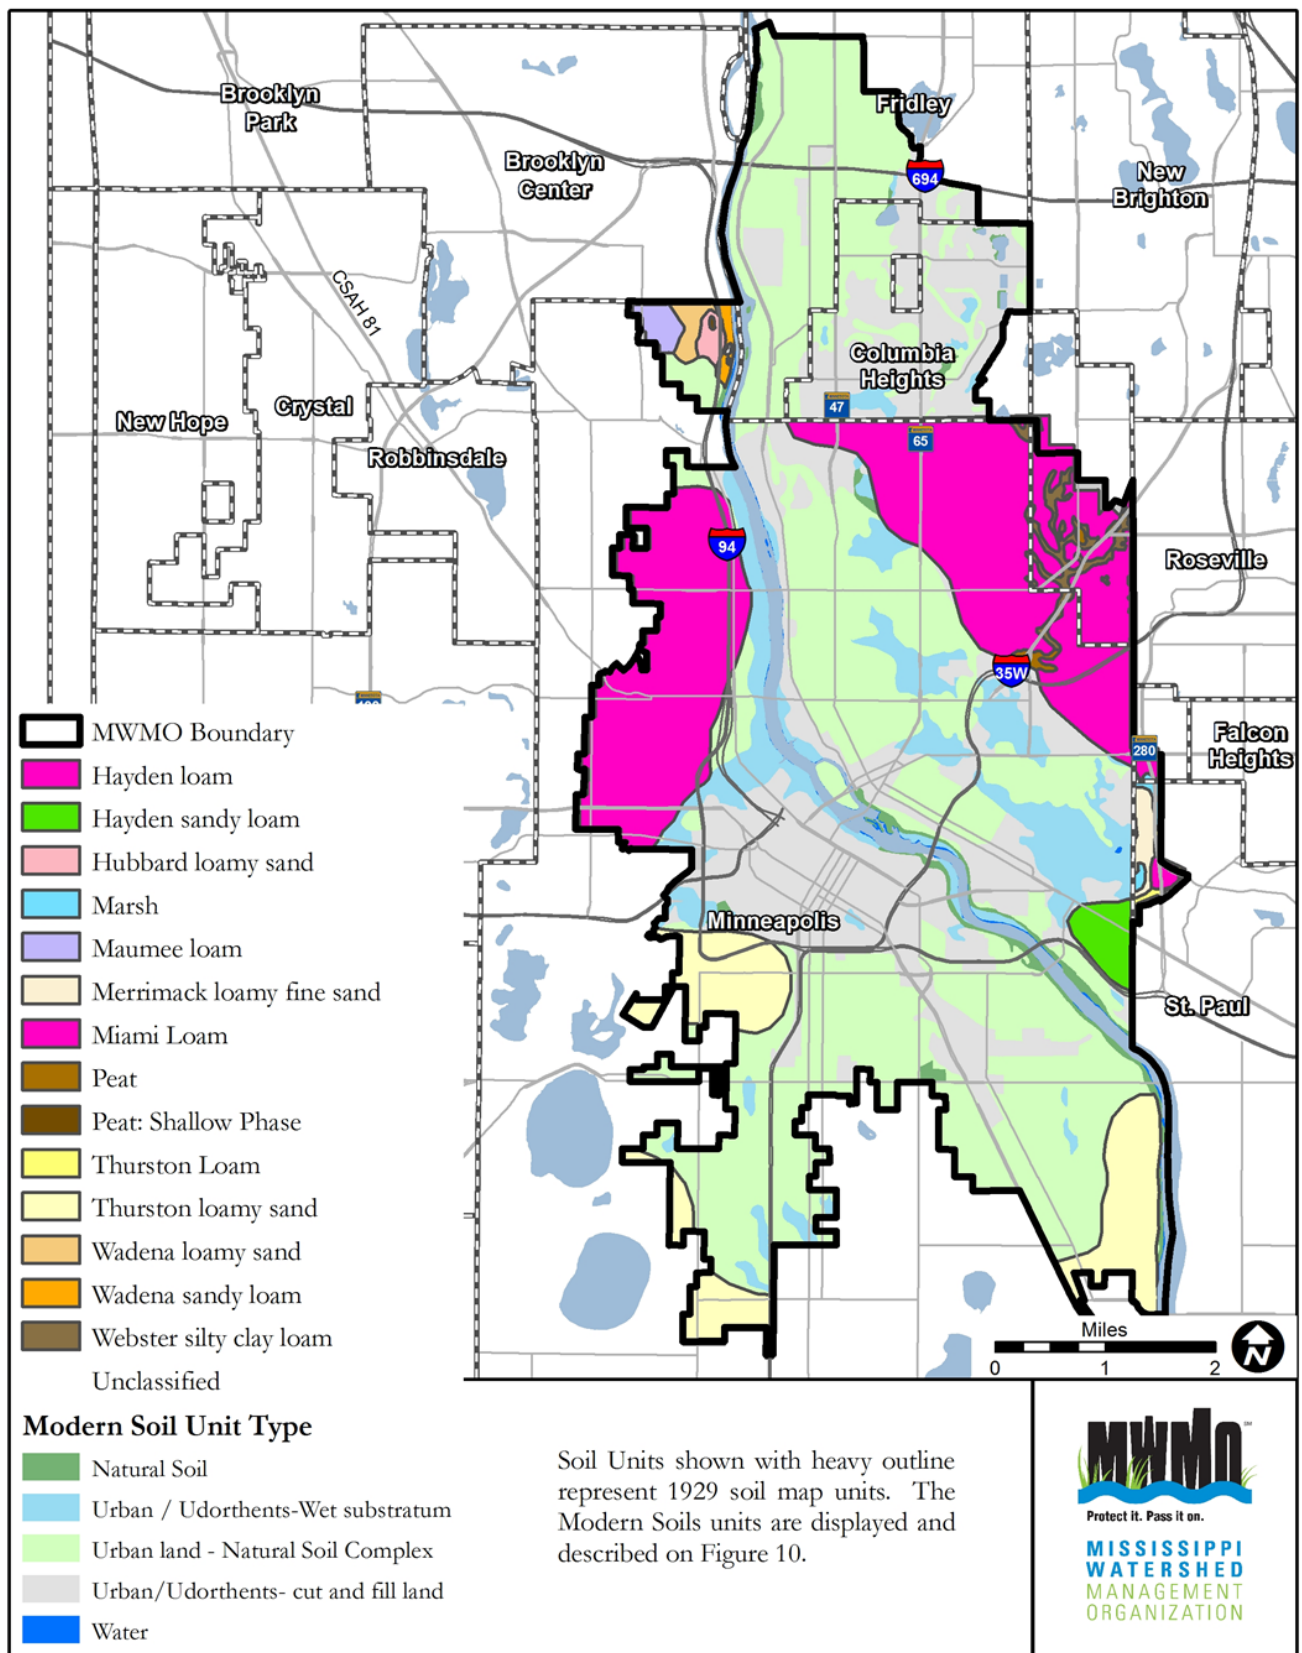 Brooklyn
Park
Fridley
Brooklyn
Center
694
New
Brighton
CSAH 81
Columbia
Heights
47
New Hope
Crystal
65
Robbinsdale
94
Roseville
35W
Falcon
Heights
280
Minneapolis
St. Paul
MWMO Boundary
Hayden loam
Hayden sandy loam
Hubbard loamy sand
Marsh
Maumee loam
Merrimack loamy fine sand
Miami Loam
Peat
Peat: Shallow Phase
Thurston Loam
Thurston loamy sand
Wadena loamy sand
Wadena sandy loam
Webster silty clay loam
Unclassified
Modern Soil Unit Type
Natural Soil
Urban / Udorthents-Wet substratum
Urban land - Natural Soil Complex
Urban/Udorthents- cut and fill land
Water
Miles
0 1 2
N
Soil Units shown with heavy outline
represent 1929 soil map units. The
Modern Soils units are displayed and
described on Figure 10.
MWMO
Protect it. Pass it on.
MISSISSIPPI
WATERSHED
MANAGEMENT
ORGANIZATION